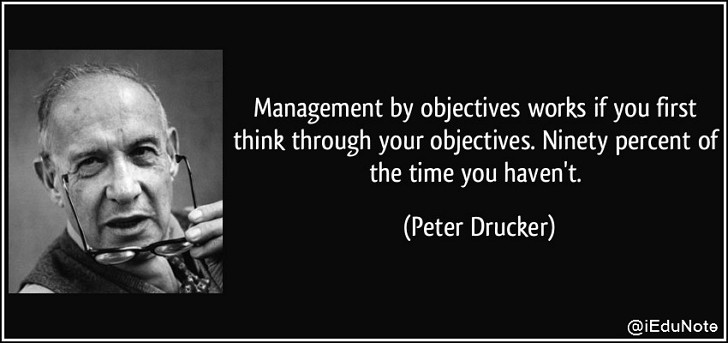 Management by objectives works if you first
think through your objectives. Ninety percent of
the time you haven't.
(Peter Drucker)
@iEduNote